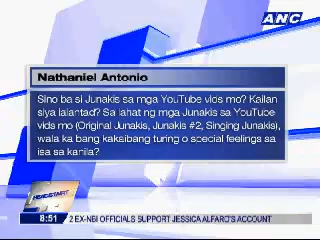 ANC
Nathaniel Antonio
Sino ba si Junakis sa mga YouTube vids mo? Kailan
siya lalantad? Sa lahat ng mga Junakis sa YouTube
vids mo (Original Junakis, Junakis #2, Singing Junakis),
wala ka bang kakaibang turing o special feelings sa
isa sa kanila?
HEADSTART
8:51 2 EX-NBI OFFICIALS SUPPORT JESSICA ALFARO'S ACCOUNT